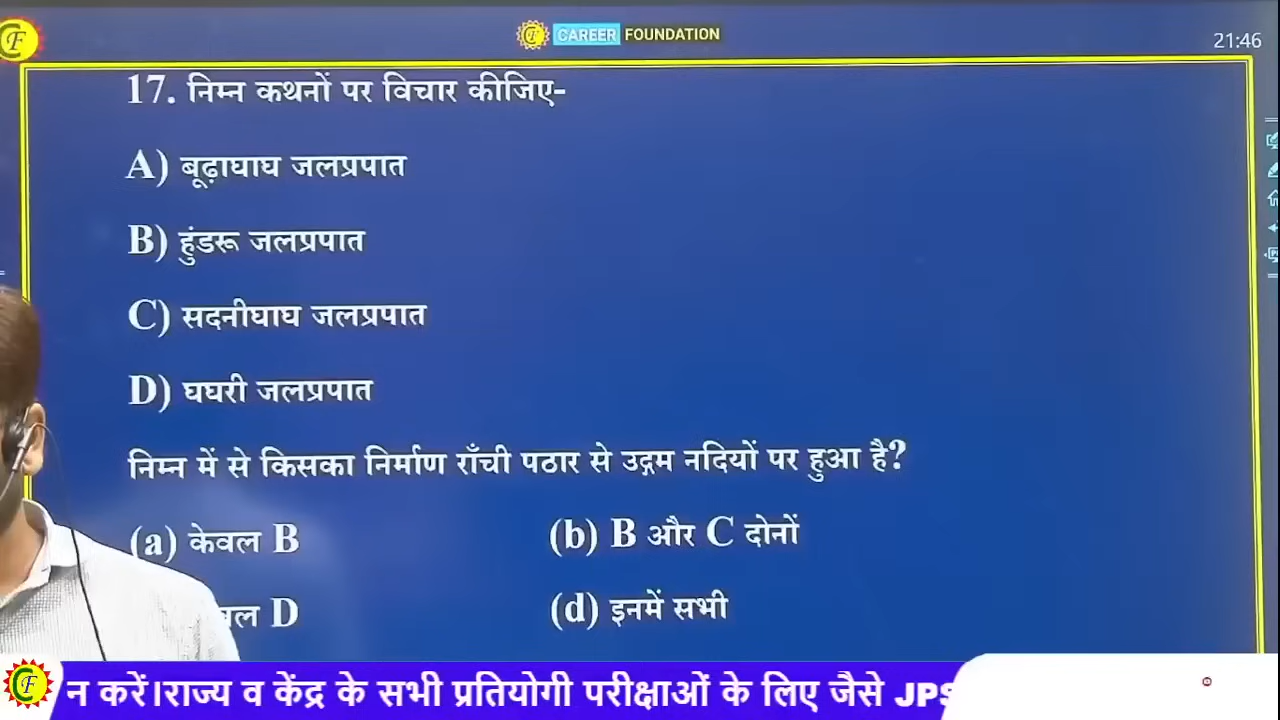 CAREER FOUNDATION
21:46
17. निम्न कथनों पर विचार कीजिए-
A) बूढ़ाघाघ जलप्रपात
B) हुंडरू जलप्रपात
C) सदनीघाघ जलप्रपात
D) घघरी जलप्रपात
निम्न में से किसका निर्माण राँची पठार से उद्गम नदियों पर हुआ है?
(a) केवल B (b) B और C दोनों
D (d) इनमें सभी
न करें।राज्य व केंद्र के सभी प्रतियोगी परीक्षाओं के लिए जैसे JPS